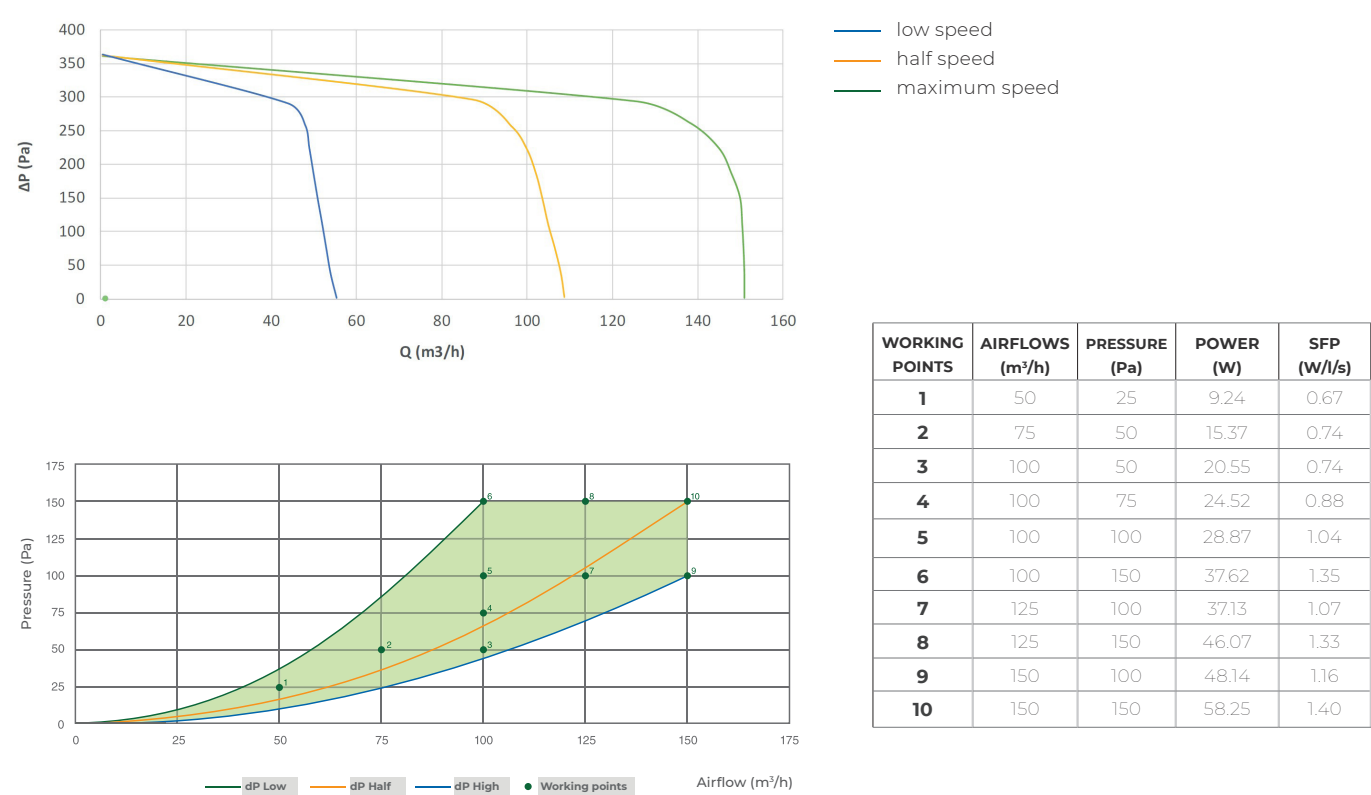 400
350
300
250
200
150
100
50
0
ΔP (Pa)
0 20 40 60 80 100 120 140 160
Q (m3/h)
low speed
half speed
maximum speed
WORKING POINTS AIRFLOWS (m³/h) PRESSURE (Pa) POWER (W) SFP (W/l/s)
1 50 25 9.24 0.67
2 75 50 15.37 0.74
3 100 50 20.55 0.74
4 100 75 24.52 0.88
5 100 100 28.87 1.04
6 100 150 37.62 1.35
7 125 100 37.13 1.07
8 125 150 46.07 1.33
9 150 100 48.14 1.16
10 150 150 58.25 1.40
175
150
125
100
75
50
25
0
Pressure (Pa)
6 8 10
5 7 9
4
2 3
1
0 25 50 75 100 125 150 175
dP Low dP Half dP High Working points
Airflow (m³/h)